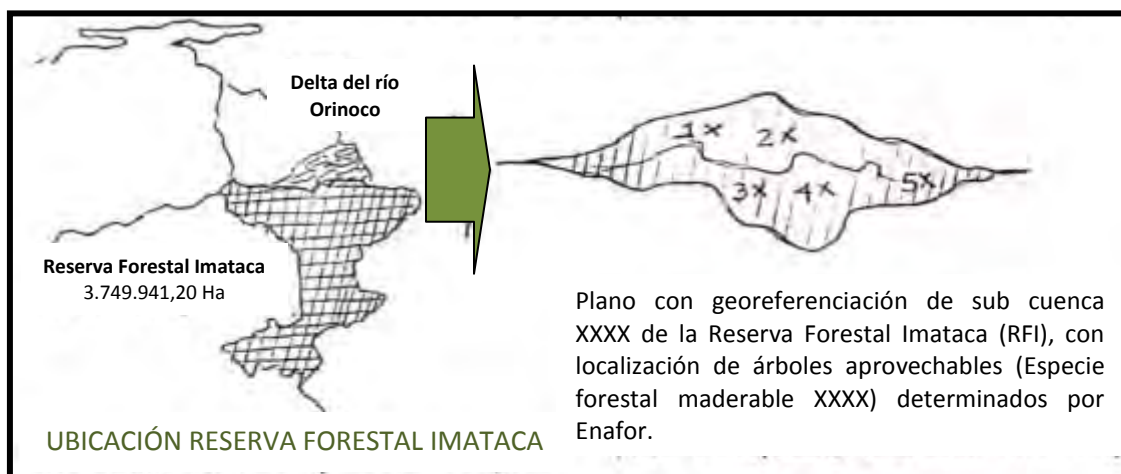 Delta del río
Orinoco
Reserva Forestal Imataca
3.749.941,20 Ha
UBICACIÓN RESERVA FORESTAL IMATACA
1x 2x
3x 4x 5x
Plano con georeferenciación de sub cuenca
XXXX de la Reserva Forestal Imataca (RFI), con
localización de árboles aprovechables (Especie
forestal maderable XXXX) determinados por
Enafor.